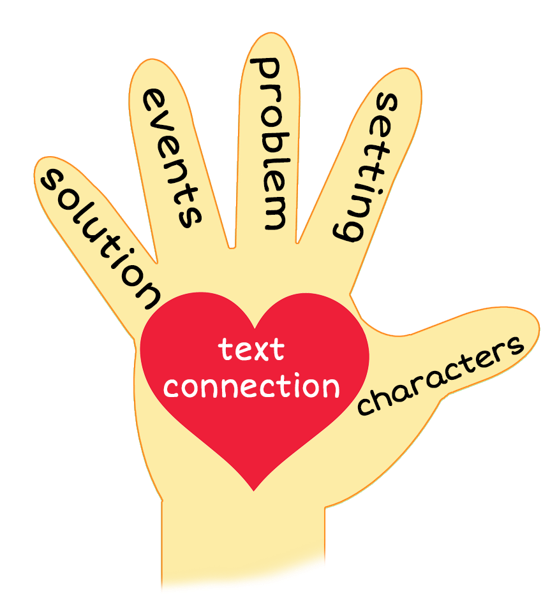 solution
events
problem
setting
characters
text
connection